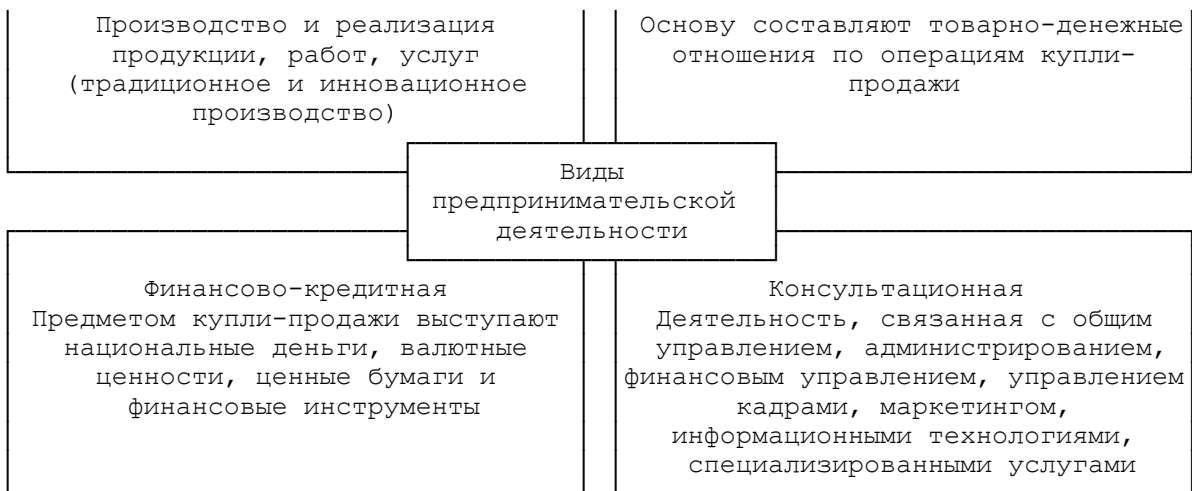 Производство и реализация
продукции, работ, услуг
(традиционное и инновационное
производство)
Основу составляют товарно-денежные
отношения по операциям купли-
продажи
Виды
предпринимательской
деятельности
Финансово-кредитная
Предметом купли-продажи выступают
национальные деньги, валютные
ценности, ценные бумаги и
финансовые инструменты
Консультационная
Деятельность, связанная с общим
управлением, администрированием,
финансовым управлением, управлением
кадрами, маркетингом,
информационными технологиями,
специализированными услугами